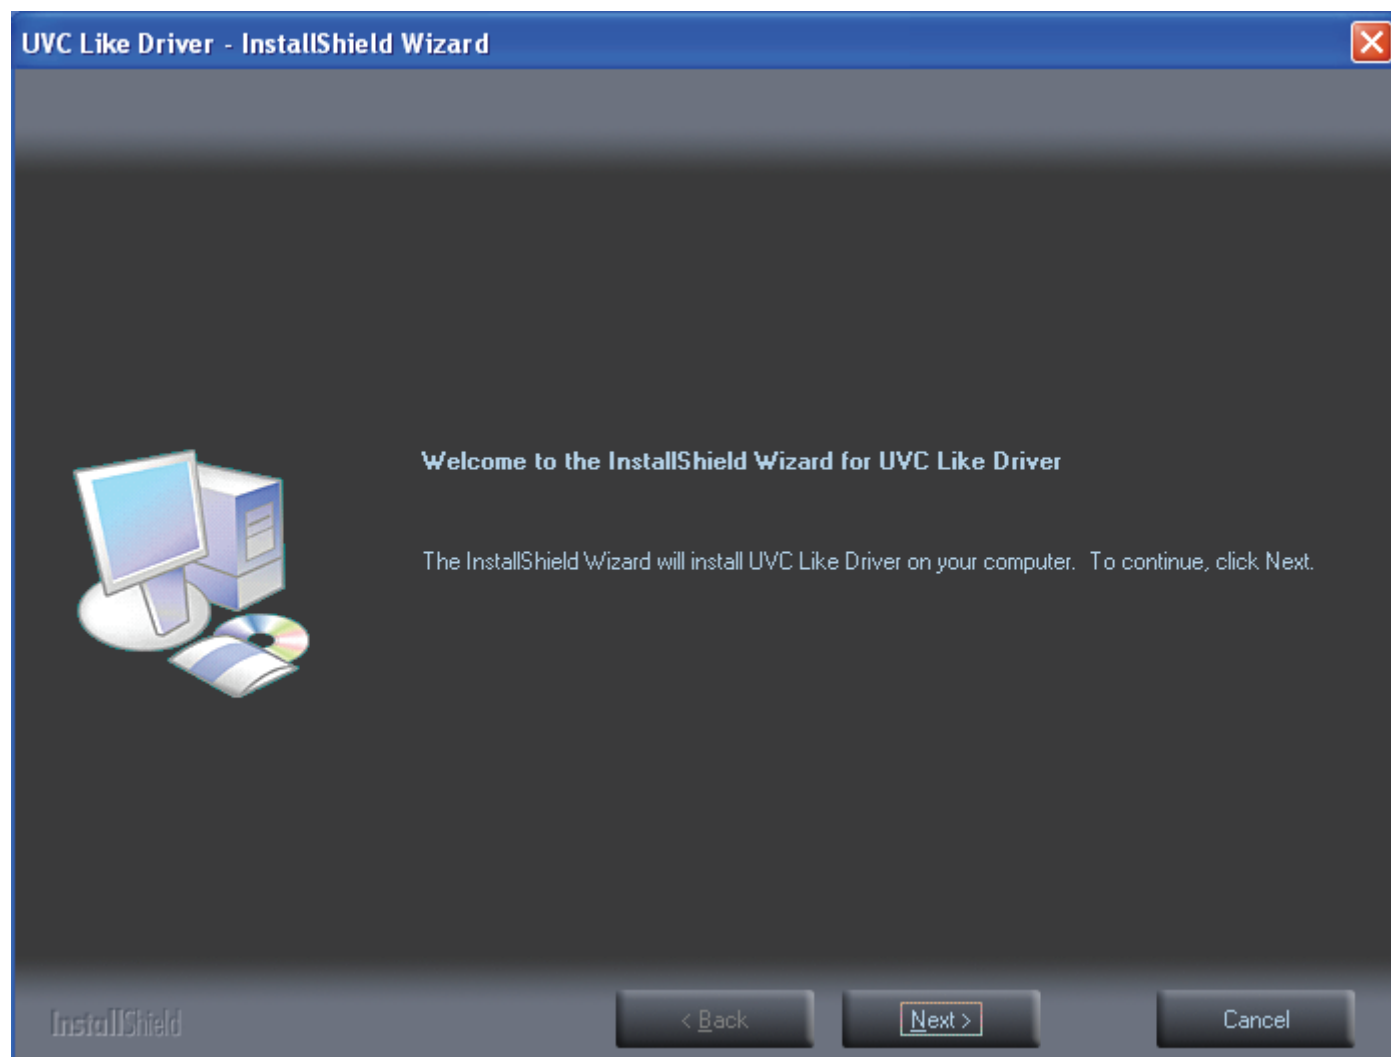 UVC Like Driver - InstallShield Wizard
Welcome to the InstallShield Wizard for UVC Like Driver
The InstallShield Wizard will install UVC Like Driver on your computer. To continue, click Next.
InstallShield
< Back
Next >
Cancel